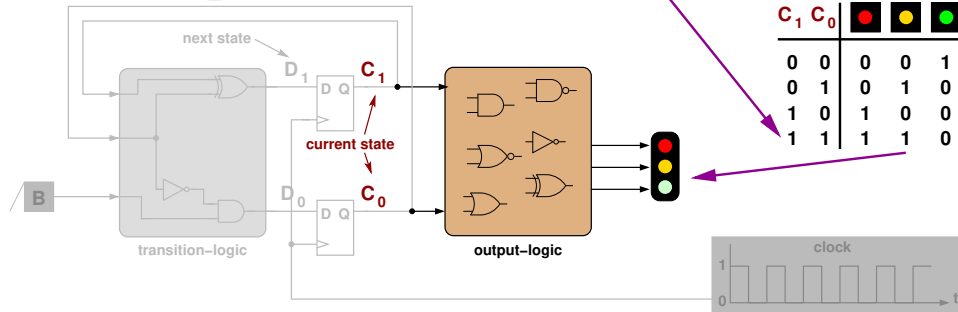 next state
D1
D Q
C1
current state
B
D0
D Q
C0
transition-logic
output-logic
C1 C0
0 0 0 0 1
0 1 0 1 0
1 0 1 0 0
1 1 1 1 0
clock
1
0
t